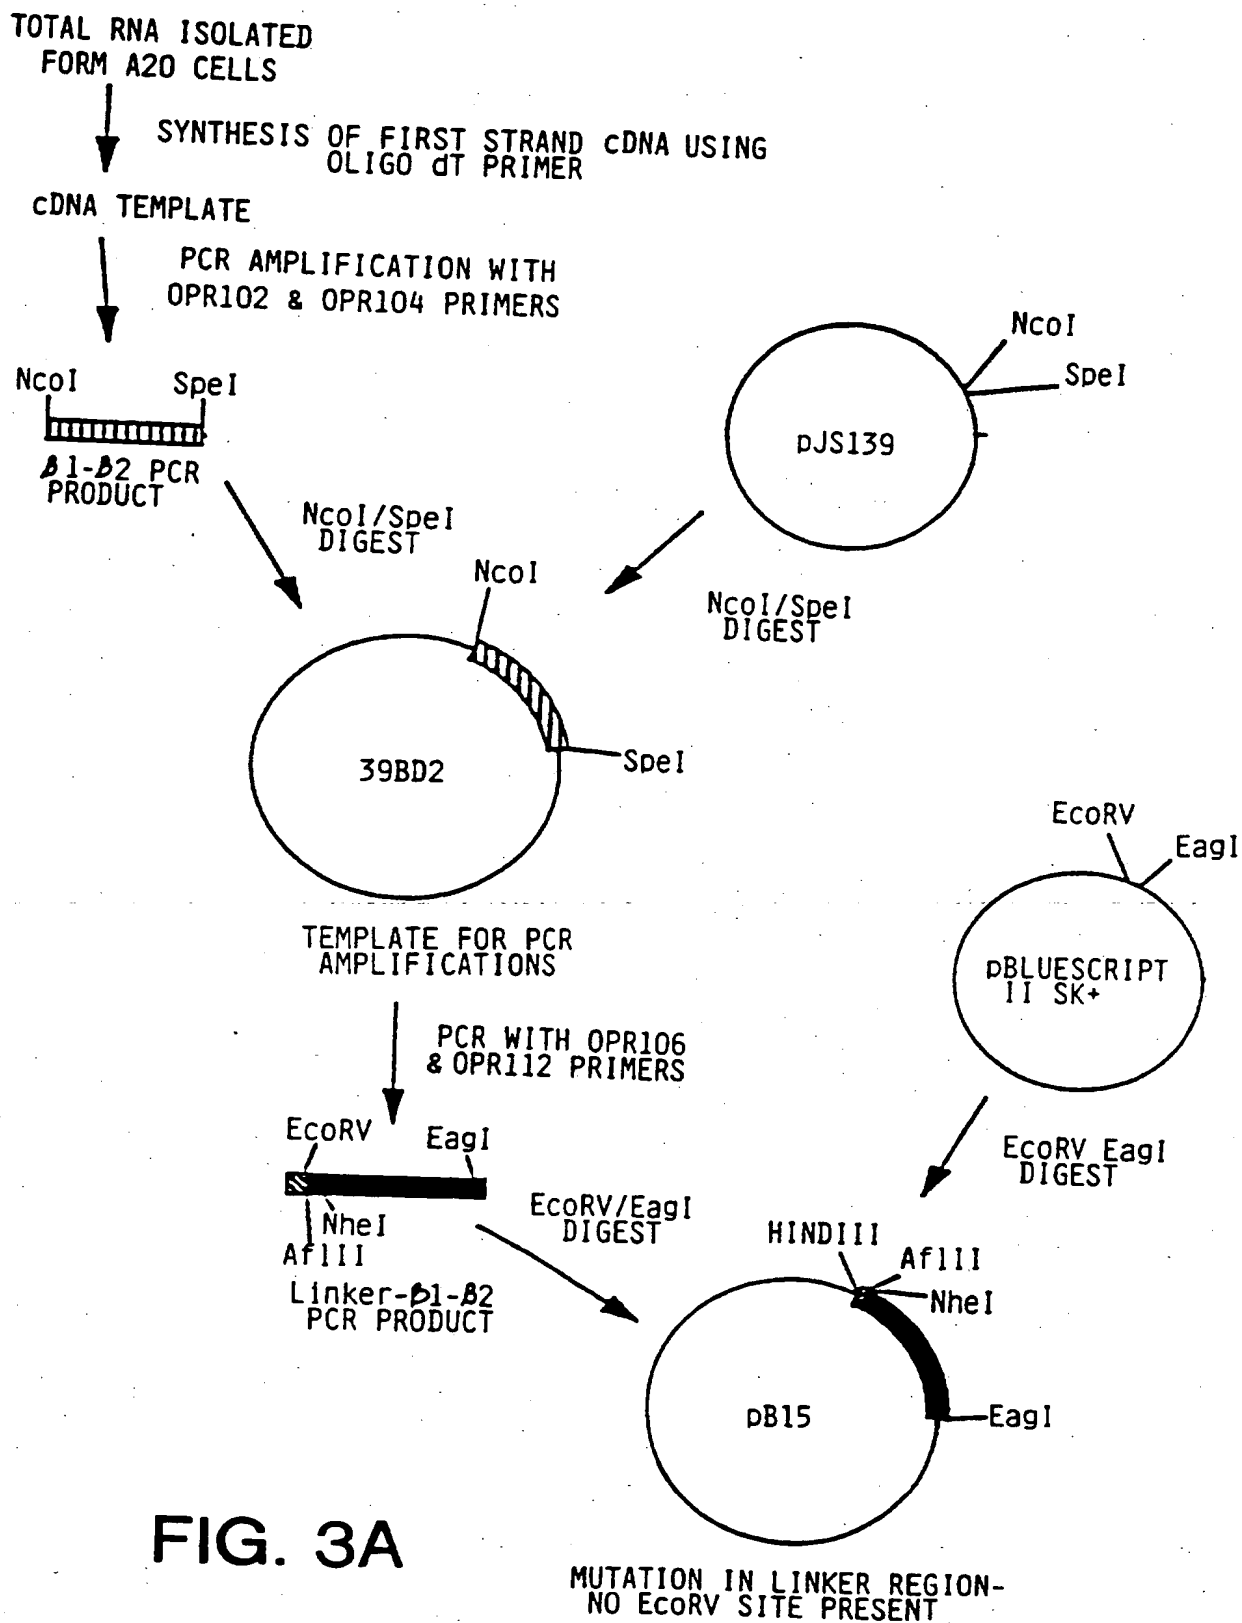 TOTAL RNA ISOLATED
FORM A20 CELLS
SYNTHESIS OF FIRST STRAND cDNA USING
OLIGO dT PRIMER
cDNA TEMPLATE
PCR AMPLIFICATION WITH
OPR102 & OPR104 PRIMERS
NcoI
SpeI
β1-β2 PCR
PRODUCT
NcoI
SpeI
pJS139
NcoI/SpeI
DIGEST
NcoI/SpeI
DIGEST
NcoI
SpeI
39BD2
TEMPLATE FOR PCR
AMPLIFICATIONS
EcoRV
EagI
pBLUESCRIPT
II SK+
PCR WITH OPR106
& OPR112 PRIMERS
EcoRV
EagI
NheI
AflII
Linker-β1-β2
PCR PRODUCT
EcoRV/EagI
DIGEST
EcoRV EagI
DIGEST
HINDIII
AflII
NheI
EagI
pB15
MUTATION IN LINKER REGION-
NO EcoRV SITE PRESENT
FIG. 3A